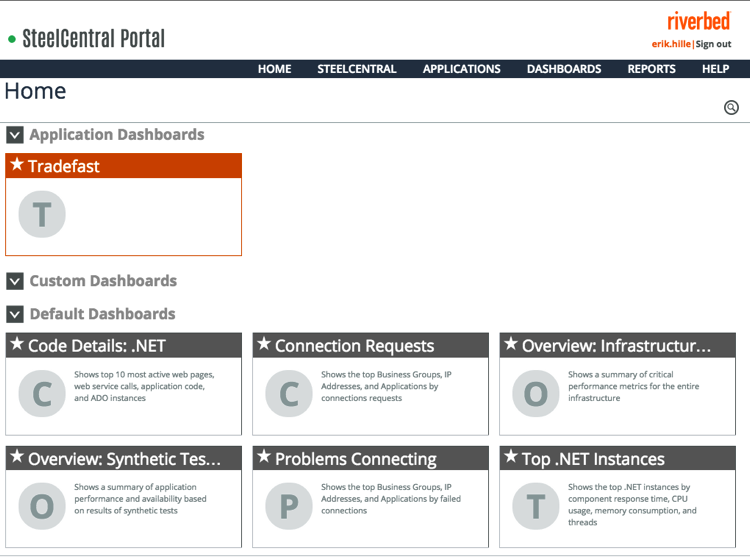 riverbed
SteelCentral Portal
erik.hille|Sign out
HOME STEELCENTRAL APPLICATIONS DASHBOARDS REPORTS HELP
Home
Application Dashboards
Tradefast
T
Custom Dashboards
Default Dashboards
Code Details: .NET
C
Shows top 10 most active web pages,
web service calls, application code,
and ADO instances
Connection Requests
C
Shows the top Business Groups, IP
Addresses, and Applications by
connections requests
Overview: Infrastructur...
O
Shows a summary of critical
performance metrics for the entire
infrastructure
Overview: Synthetic Tes...
O
Shows a summary of application
performance and availability based
on results of synthetic tests
Problems Connecting
P
Shows the top Business Groups, IP
Addresses, and Applications by failed
connections
Top .NET Instances
T
Shows the top .NET instances by
component response time, CPU
usage, memory consumption, and
threads